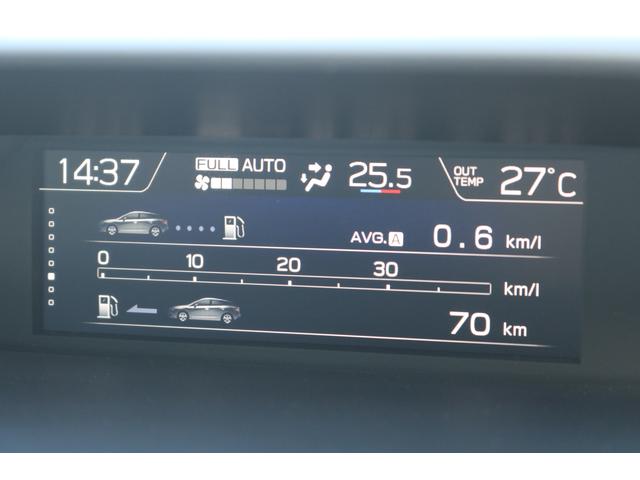 14:37 FULL AUTO 25.5 OUT TEMP 27°C
AVG. A 0.6 km/l
0 10 20 30
km/l
70 km